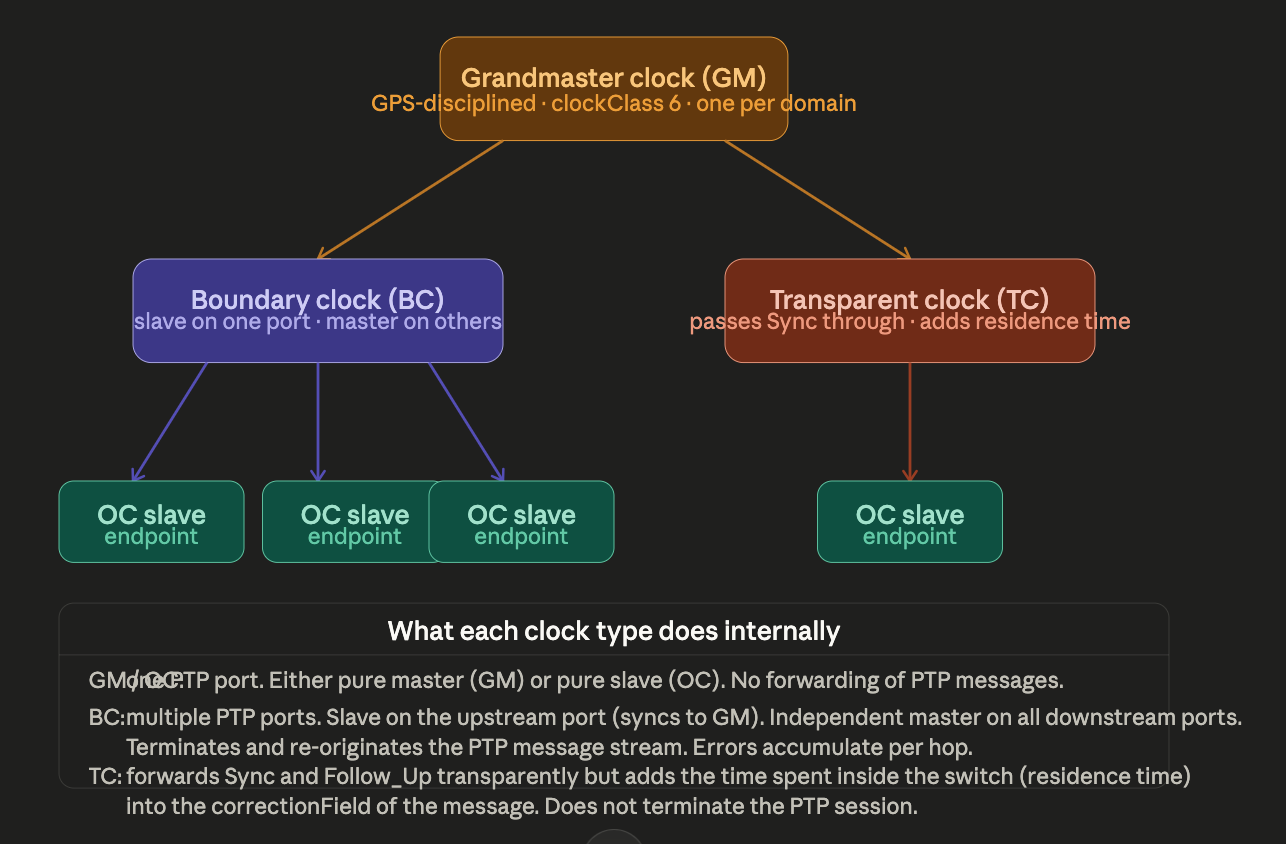 Grandmaster clock (GM)
GPS-disciplined · clockClass 6 · one per domain
Boundary clock (BC)
slave on one port · master on others
Transparent clock (TC)
passes Sync through · adds residence time
OC slave
endpoint
OC slave
endpoint
OC slave
endpoint
OC slave
endpoint
What each clock type does internally
GM/OC: one PTP port. Either pure master (GM) or pure slave (OC). No forwarding of PTP messages.
BC: multiple PTP ports. Slave on the upstream port (syncs to GM). Independent master on all downstream ports.
Terminates and re-originates the PTP message stream. Errors accumulate per hop.
TC: forwards Sync and Follow_Up transparently but adds the time spent inside the switch (residence time)
into the correctionField of the message. Does not terminate the PTP session.